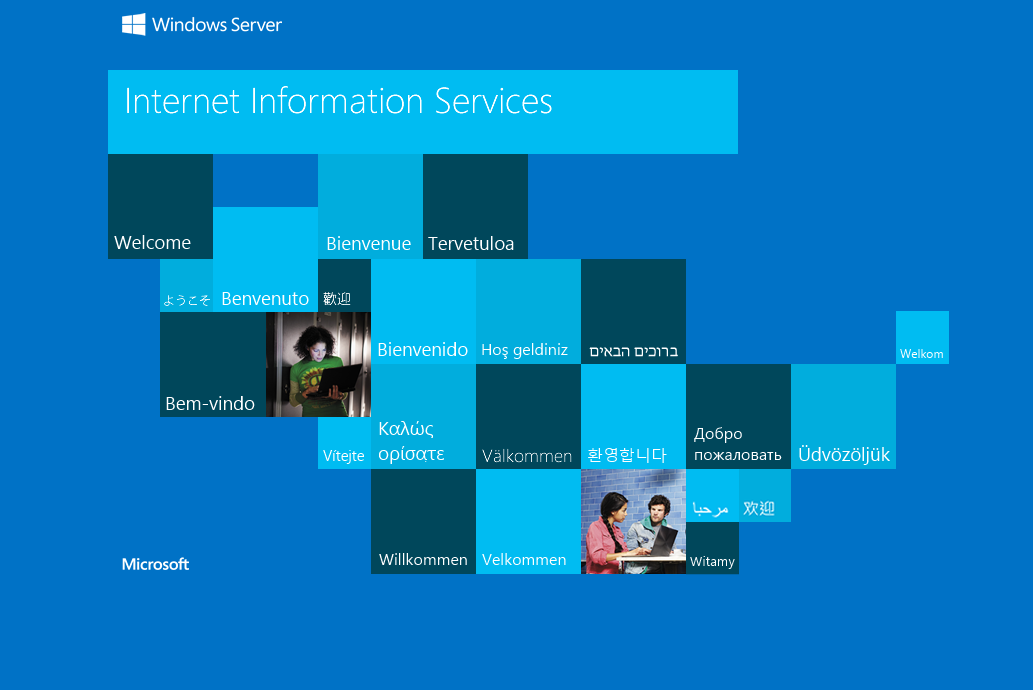 Windows Server
Internet Information Services
Welcome
Bienvenue
Tervetuloa
ようこそ
Benvenuto
歡迎
Bienvenido
Hoş geldiniz
ברוכים הבאים
Welkom
Bem-vindo
Vítejte
Καλώς
ορίσατε
Välkommen
환영합니다
Добро
пожаловать
Üdvözöljük
مرحبا
欢迎
Willkommen
Velkommen
Witamy
Microsoft